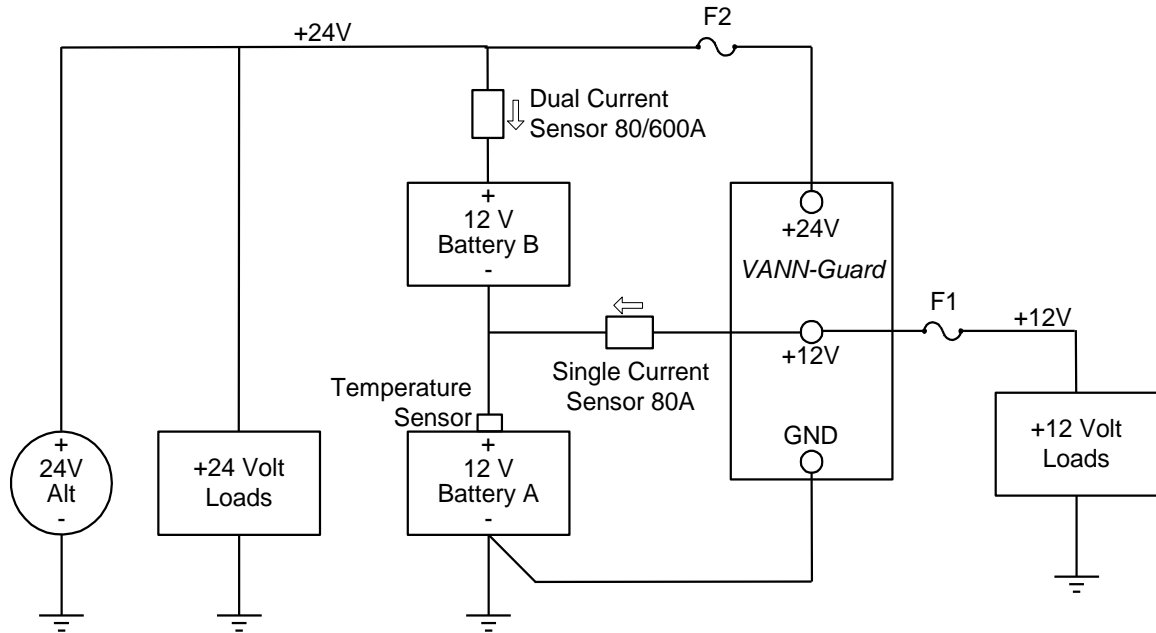 F2
+24V
Dual Current
Sensor 80/600A
+
12 V
Battery B
-
+24V
VANN-Guard
F1
+12V
+12V
Single Current
Sensor 80A
Temperature
Sensor
GND
+
24V
Alt
-
+24 Volt
Loads
+
12 V
Battery A
-
+12 Volt
Loads